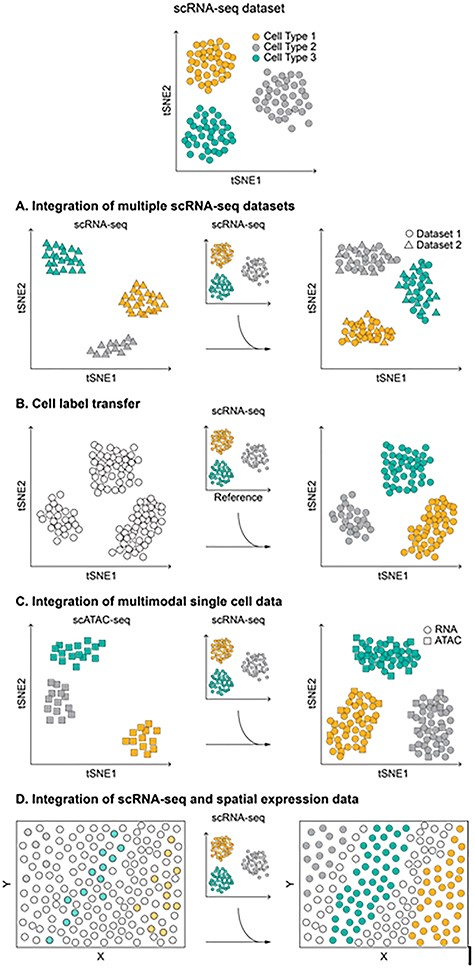 scRNA-seq dataset
Cell Type 1
Cell Type 2
Cell Type 3
tSNE2
tSNE1
A. Integration of multiple scRNA-seq datasets
scRNA-seq
scRNA-seq
Dataset 1
Dataset 2
tSNE2
tSNE2
tSNE1
tSNE1
B. Cell label transfer
scRNA-seq
tSNE2
Reference
tSNE2
tSNE1
tSNE1
C. Integration of multimodal single cell data
scATAC-seq
scRNA-seq
RNA
ATAC
tSNE2
tSNE2
tSNE1
tSNE1
D. Integration of scRNA-seq and spatial expression data
scRNA-seq
Y
Y
X
X